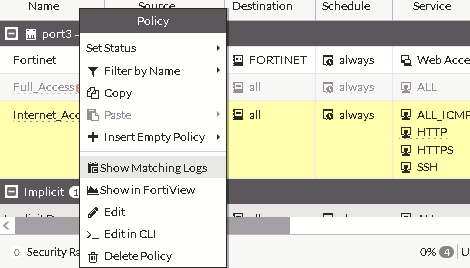 Name Source Destination Schedule Service
Policy
port3 -
Set Status
Fortinet FORTINET always Web Acce
Filter by Name
Full_Access all always ALL
Copy
Internet_Acc Paste all always ALL_ICMP
HTTP
Insert Empty Policy
HTTPS
Show Matching Logs SSH
Implicit 1 Show in FortiView
Edit
Edit in CLI
0 Security Ra 0% 4 U
Delete Policy